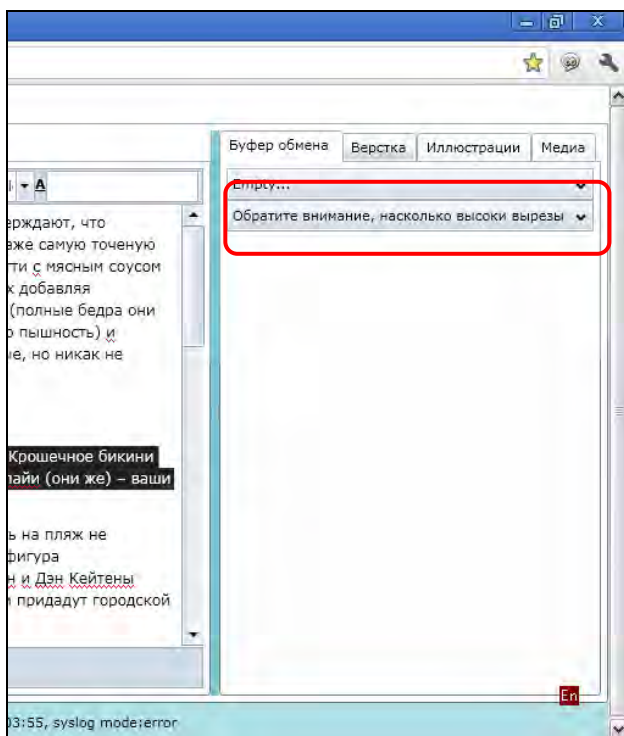 Буфер обмена Верстка Иллюстрации Медиа
Empty...
Обратите внимание, насколько высоки вырезы
A
ерждают, что
аже самую точеную
ти с мясным соусом
х добавляя
(полные бедра они
о пышность) и
ые, но никак не
Крошечное бикини
лайи (они же) – ваши
ь на пляж не
фигура
н и Дэн Кейтены
и придадут городской
En
03:55, syslog mode:error